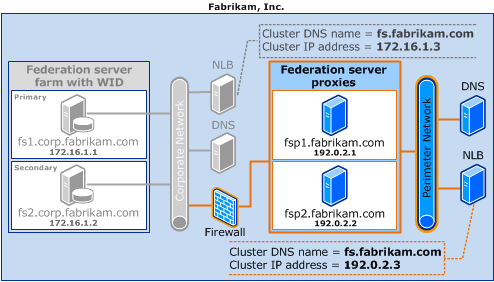 Fabrikam, Inc.
Cluster DNS name = fs.fabrikam.com
Cluster IP address = 172.16.1.3
Federation server
farm with WID
Primary
fs1.corp.fabrikam.com
172.16.1.1
Secondary
fs2.corp.fabrikam.com
172.16.1.2
Corporate Network
NLB
DNS
Firewall
Federation server
proxies
fsp1.fabrikam.com
192.0.2.1
fsp2.fabrikam.com
192.0.2.2
Perimeter Network
DNS
NLB
Cluster DNS name = fs.fabrikam.com
Cluster IP address = 192.0.2.3